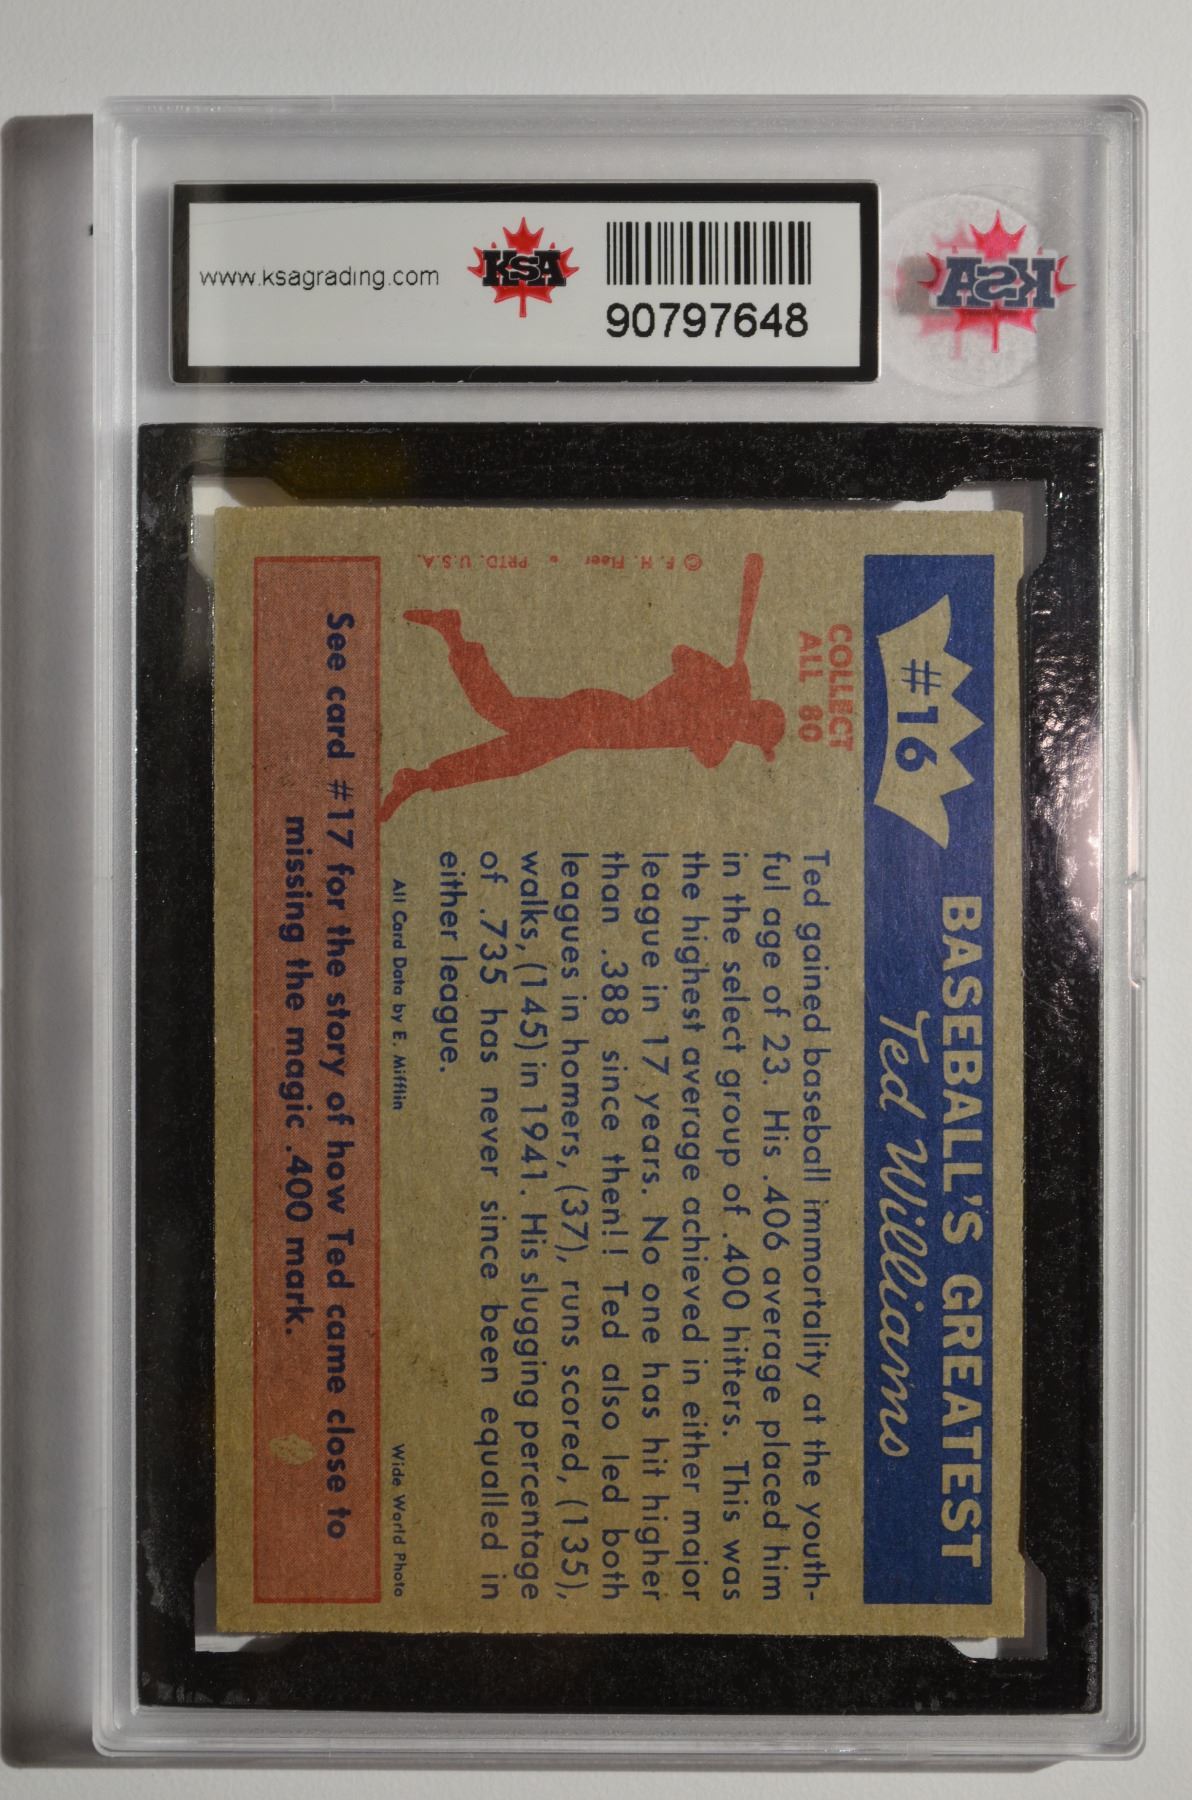 www.ksagrading.com
KSA
90797648
KSA
#16
BASEBALL'S GREATEST
Ted Williams
COLLECT
ALL 80
Ted gained baseball immortality at the youth-
ful age of 23. His .406 average placed him
in the select group of .400 hitters. This was
the highest average achieved in either major
league in 17 years. No one has hit higher
than .388 since then!! Ted also led both
leagues in homers, (37), runs scored, (135),
walks, (145) in 1941. His slugging percentage
of .735 has never since been equalled in
either league.
© F. H. Fleer • PRTD. U.S.A.
All Card Data by E. Mifflin
Wide World Photo
See card #17 for the story of how Ted came close to
missing the magic .400 mark.